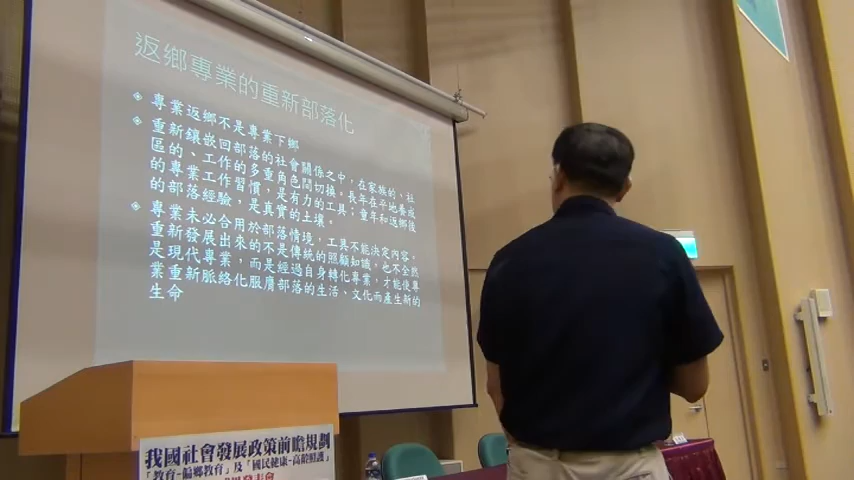 返鄉專業的重新部落化
專業返鄉不是專業下鄉
重新鑲嵌回部落的社會關係之中，在家族的、社
區的、工作的多重角色間切換。長年在平地養成
的專業工作習慣，是有力的工具；童年和返鄉後
的部落經驗，是真實的土壤。
專業未必合用於部落情境，工具不能決定內容。
重新發展出來的不是傳統的照顧知識，也不全然
是現代專業，而是經過自身轉化專業，才能使專
業重新脈絡化服膺部落的生活、文化而產生新的
生命
我國社會發展政策前瞻規劃
「教育-偏鄉教育」及「國民健康-高齡照護」
發表會